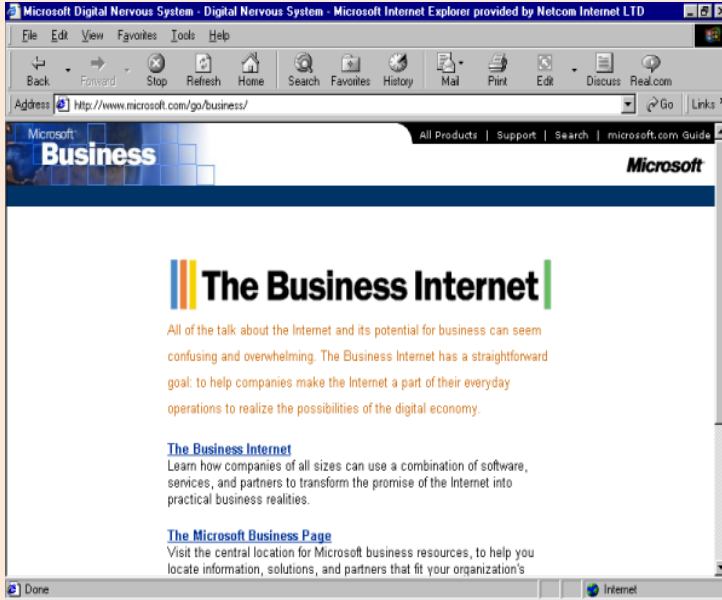 Microsoft Digital Nervous System - Digital Nervous System - Microsoft Internet Explorer provided by Netcom Internet LTD
File Edit View Favorites Tools Help
Back Forward Stop Refresh Home Search Favorites History Mail Print Edit Discuss Real.com
Address http://www.microsoft.com/go/business/ Go Links
Microsoft
Business
All Products | Support | Search | microsoft.com Guide
Microsoft
The Business Internet
All of the talk about the Internet and its potential for business can seem
confusing and overwhelming. The Business Internet has a straightforward
goal: to help companies make the Internet a part of their everyday
operations to realize the possibilities of the digital economy.
The Business Internet
Learn how companies of all sizes can use a combination of software,
services, and partners to transform the promise of the Internet into
practical business realities.
The Microsoft Business Page
Visit the central location for Microsoft business resources, to help you
locate information, solutions, and partners that fit your organization's
Done Internet